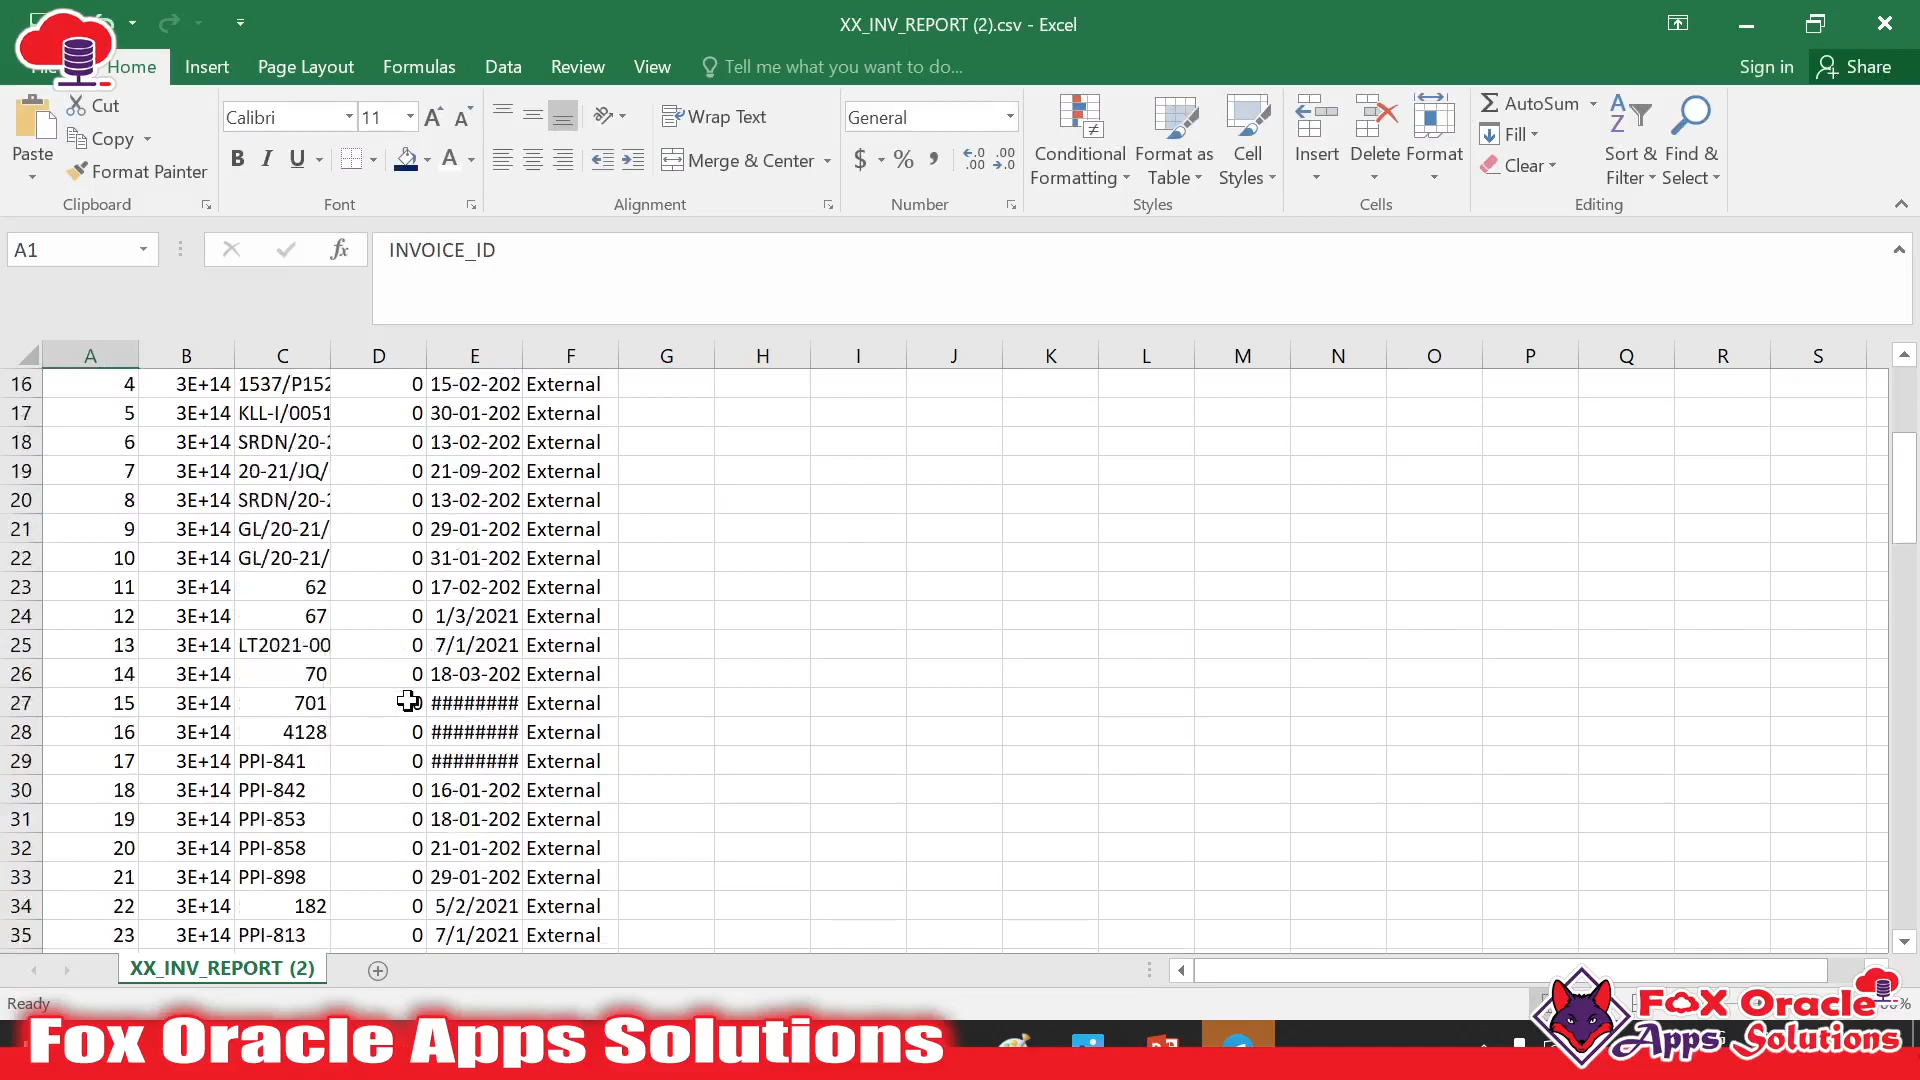 XX_INV_REPORT (2).csv - Excel
Home Insert Page Layout Formulas Data Review View Tell me what you want to do... Sign in Share
Paste Cut Copy Format Painter Clipboard
Calibri 11 Font
Wrap Text Merge & Center Alignment
General Number
Conditional Formatting Format as Table Cell Styles Styles
Insert Delete Format Cells
AutoSum Fill Clear Sort & Filter Find & Select Editing
A1 fx INVOICE_ID
A B C D E F G H I J K L M N O P Q R S
16 4 3E+14 1537/P152 0 15-02-202 External
17 5 3E+14 KLL-I/0051 0 30-01-202 External
18 6 3E+14 SRDN/20-2 0 13-02-202 External
19 7 3E+14 20-21/JQ/ 0 21-09-202 External
20 8 3E+14 SRDN/20-2 0 13-02-202 External
21 9 3E+14 GL/20-21/ 0 29-01-202 External
22 10 3E+14 GL/20-21/ 0 31-01-202 External
23 11 3E+14 62 0 17-02-202 External
24 12 3E+14 67 0 1/3/2021 External
25 13 3E+14 LT2021-00 0 7/1/2021 External
26 14 3E+14 70 0 18-03-202 External
27 15 3E+14 701 0 ######## External
28 16 3E+14 4128 0 ######## External
29 17 3E+14 PPI-841 0 ######## External
30 18 3E+14 PPI-842 0 16-01-202 External
31 19 3E+14 PPI-853 0 18-01-202 External
32 20 3E+14 PPI-858 0 21-01-202 External
33 21 3E+14 PPI-898 0 29-01-202 External
34 22 3E+14 182 0 5/2/2021 External
35 23 3E+14 PPI-813 0 7/1/2021 External
XX_INV_REPORT (2)
Ready
Fox Oracle Apps Solutions
Fox Oracle
Apps Solutions